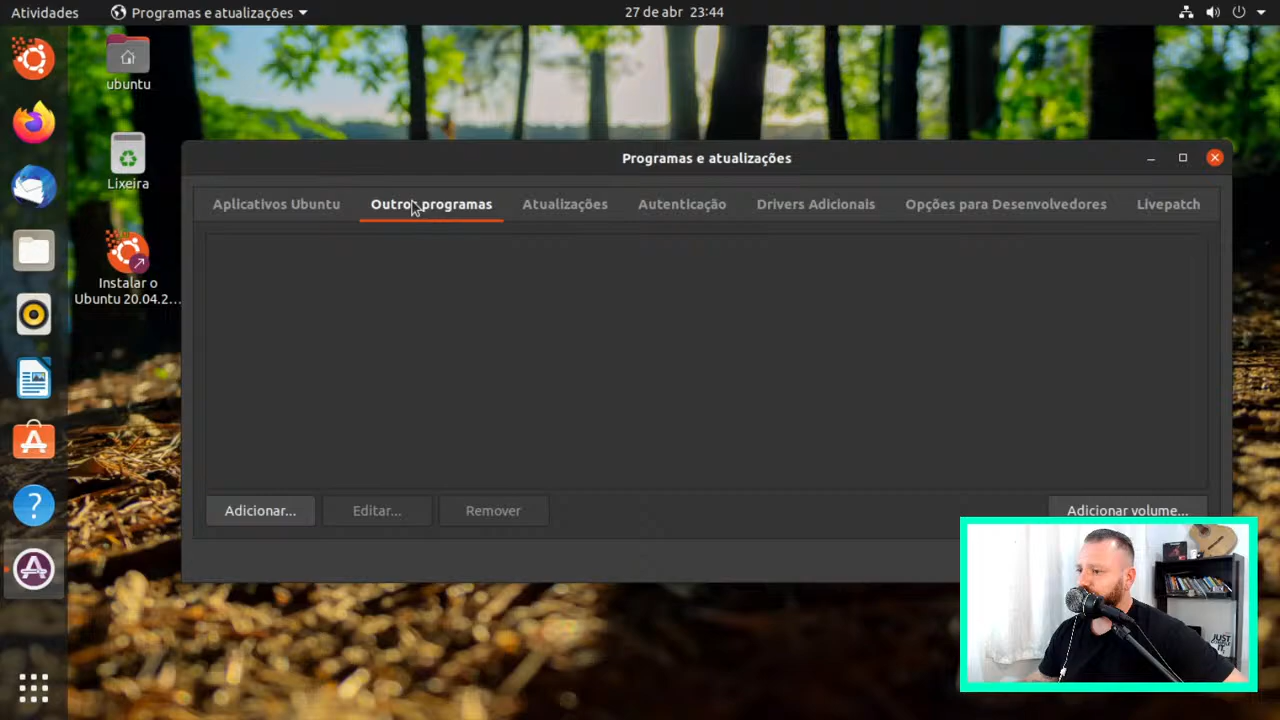 Atividades
Programas e atualizações
27 de abr 23:44
ubuntu
Lixeira
Instalar o
Ubuntu 20.04.2...
Programas e atualizações
Aplicativos Ubuntu
Outros programas
Atualizações
Autenticação
Drivers Adicionais
Opções para Desenvolvedores
Livepatch
Adicionar...
Editar...
Remover
Adicionar volume...
JUST